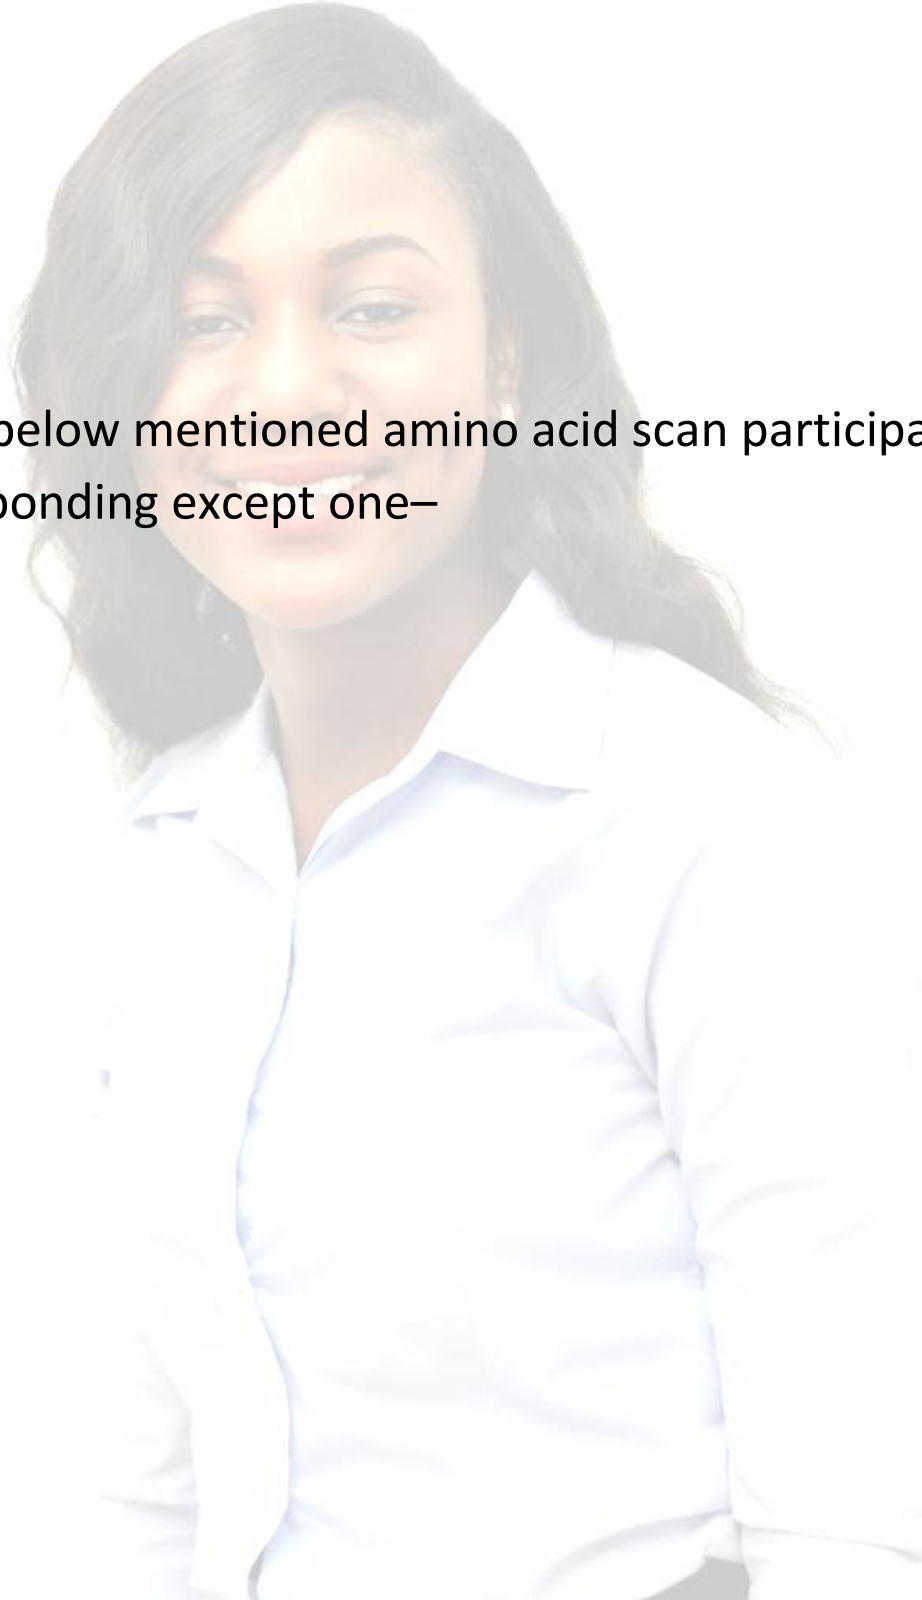 below mentioned amino acid scan participa
bonding except one–